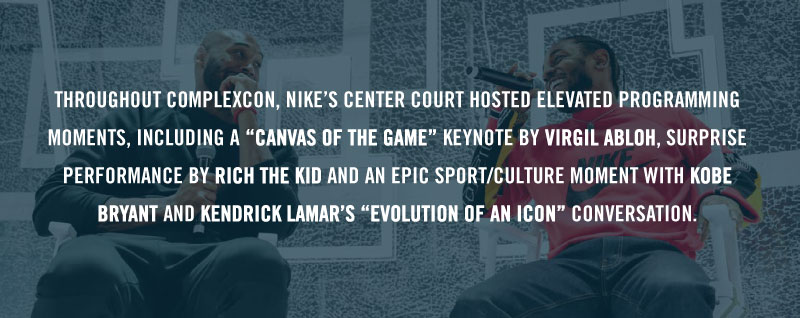 THROUGHOUT COMPLEXCON, NIKE'S CENTER COURT HOSTED ELEVATED PROGRAMMING
MOMENTS, INCLUDING A “CANVAS OF THE GAME” KEYNOTE BY VIRGIL ABLOH, SURPRISE
PERFORMANCE BY RICH THE KID AND AN EPIC SPORT/CULTURE MOMENT WITH KOBE
BRYANT AND KENDRICK LAMAR'S “EVOLUTION OF AN ICON” CONVERSATION.
NIKE